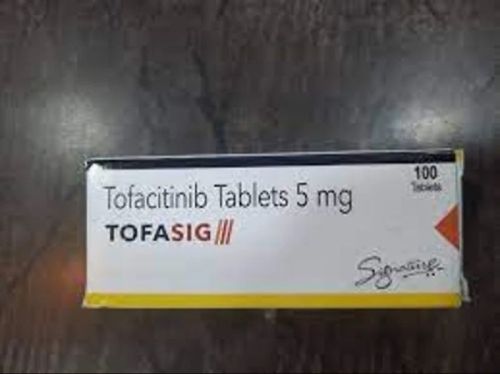 100
Tablets
Tofacitinib Tablets 5 mg
TOFASIG
Signature